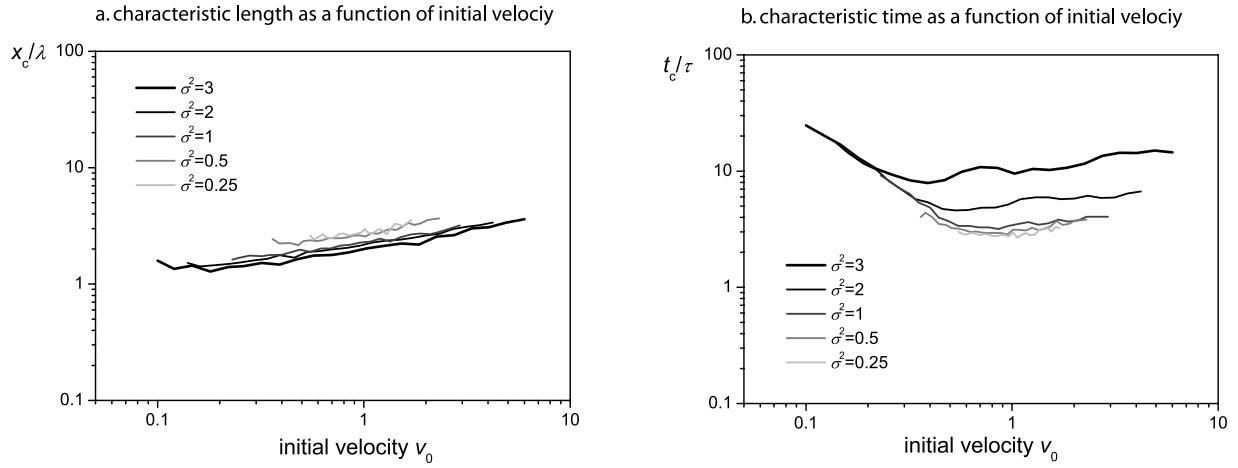 a. characteristic length as a function of initial velociy
x_c/λ
100
10
1
0.1
σ²=3
σ²=2
σ²=1
σ²=0.5
σ²=0.25
0.1
1
10
initial velocity v₀
b. characteristic time as a function of initial velociy
t_c/τ
100
10
1
0.1
σ²=3
σ²=2
σ²=1
σ²=0.5
σ²=0.25
0.1
1
10
initial velocity v₀